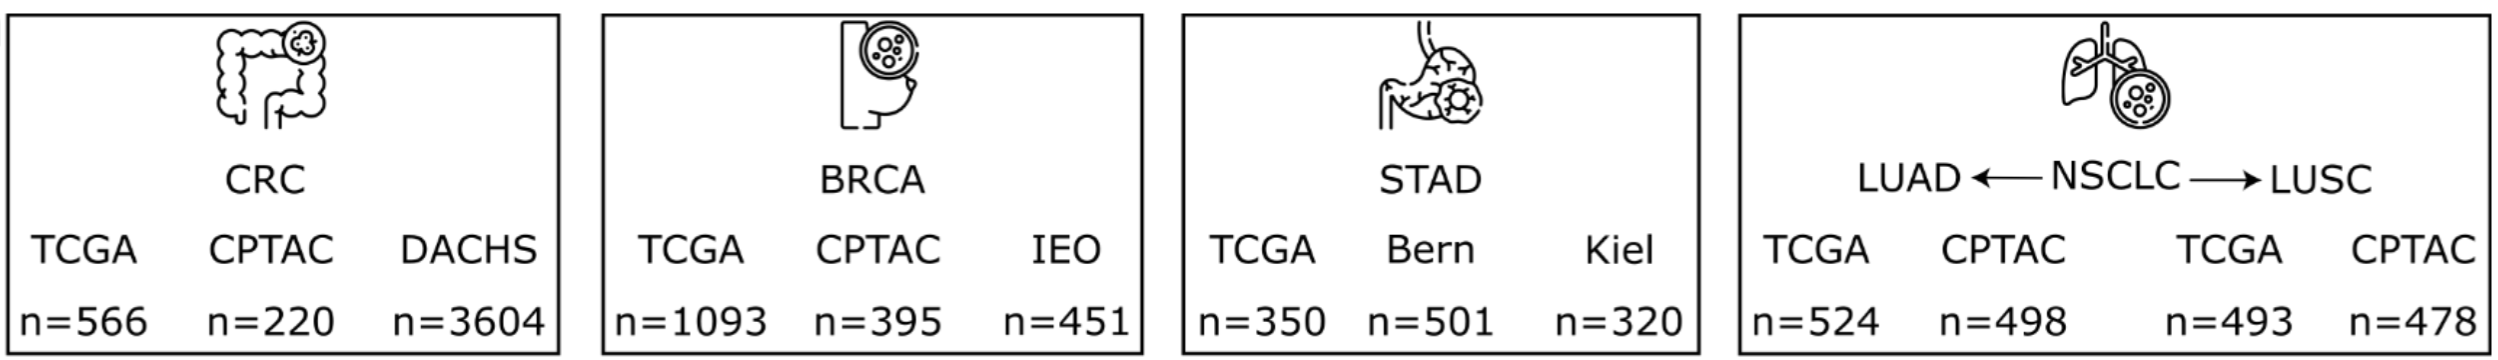 CRC
TCGA CPTAC DACHS
n=566 n=220 n=3604
BRCA
TCGA CPTAC IEO
n=1093 n=395 n=451
STAD
TCGA Bern Kiel
n=350 n=501 n=320
LUAD NSCLC LUSC
TCGA CPTAC TCGA CPTAC
n=524 n=498 n=493 n=478